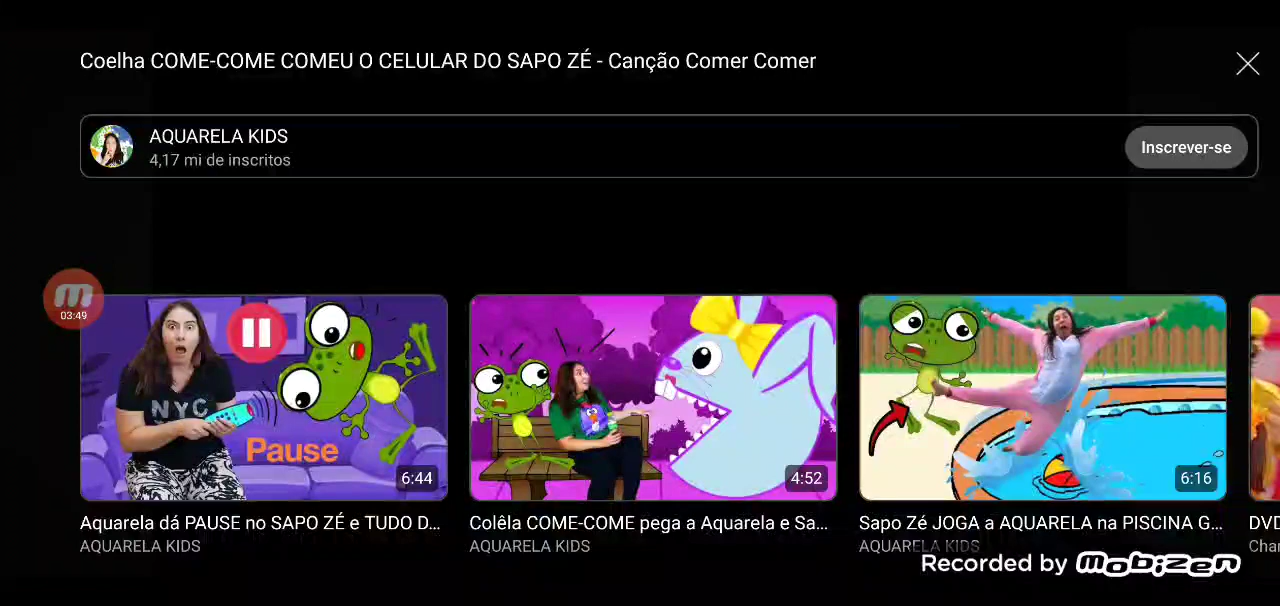 Coelha COME-COME COMEU O CELULAR DO SAPO ZÉ - Canção Comer Comer
AQUARELA KIDS
4,17 mi de inscritos
Inscrever-se
03:49
NYC
Pause
6:44
4:52
6:16
Aquarela dá PAUSE no SAPO ZÉ e TUDO D...
AQUARELA KIDS
Colêla COME-COME pega a Aquarela e Sa...
AQUARELA KIDS
Sapo Zé JOGA a AQUARELA na PISCINA G...
AQUARELA KIDS
DVD
Chan
Recorded by mobizen